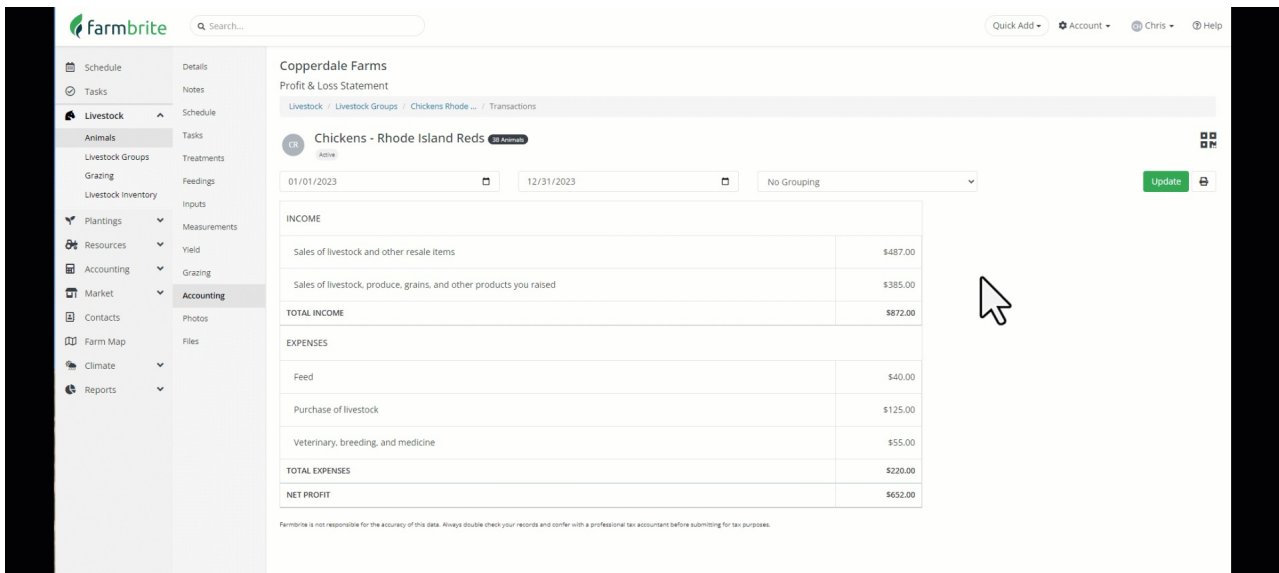 farmbrite
Search...
Quick Add
Account
CH Chris
Help
Schedule
Tasks
Livestock
Animals
Livestock Groups
Grazing
Livestock Inventory
Plantings
Resources
Accounting
Market
Contacts
Farm Map
Climate
Reports
Details
Notes
Schedule
Tasks
Treatments
Feedings
Inputs
Measurements
Yield
Grazing
Accounting
Photos
Files
Copperdale Farms
Profit & Loss Statement
Livestock / Livestock Groups / Chickens Rhode ... / Transactions
CR
Chickens - Rhode Island Reds 38 Animals
Active
01/01/2023
12/31/2023
No Grouping
Update
INCOME
Sales of livestock and other resale items $487.00
Sales of livestock, produce, grains, and other products you raised $385.00
TOTAL INCOME $872.00
EXPENSES
Feed $40.00
Purchase of livestock $125.00
Veterinary, breeding, and medicine $55.00
TOTAL EXPENSES $220.00
NET PROFIT $652.00
Farmbrite is not responsible for the accuracy of this data. Always double check your records and confer with a professional tax accountant before submitting for tax purposes.